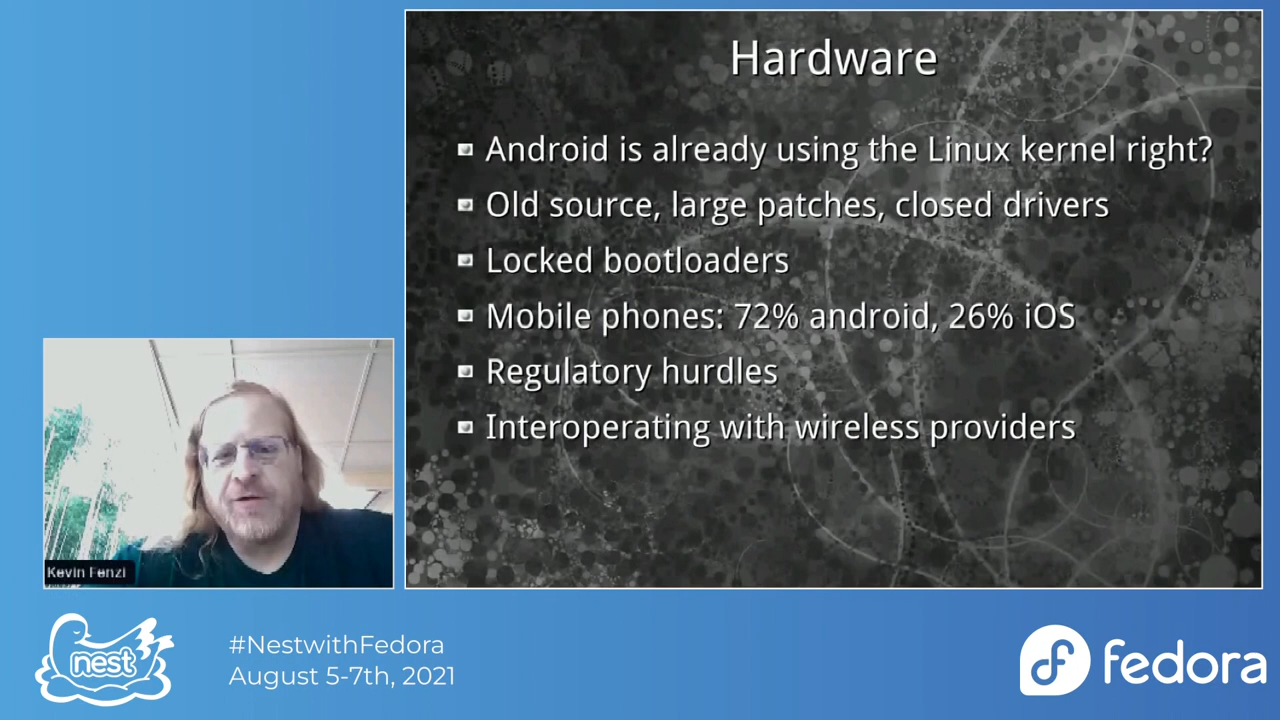 Hardware
Android is already using the Linux kernel right?
Old source, large patches, closed drivers
Locked bootloaders
Mobile phones: 72% android, 26% iOS
Regulatory hurdles
Interoperating with wireless providers
Kevin Fenzi
nest
#NestwithFedora
August 5-7th, 2021
fedora